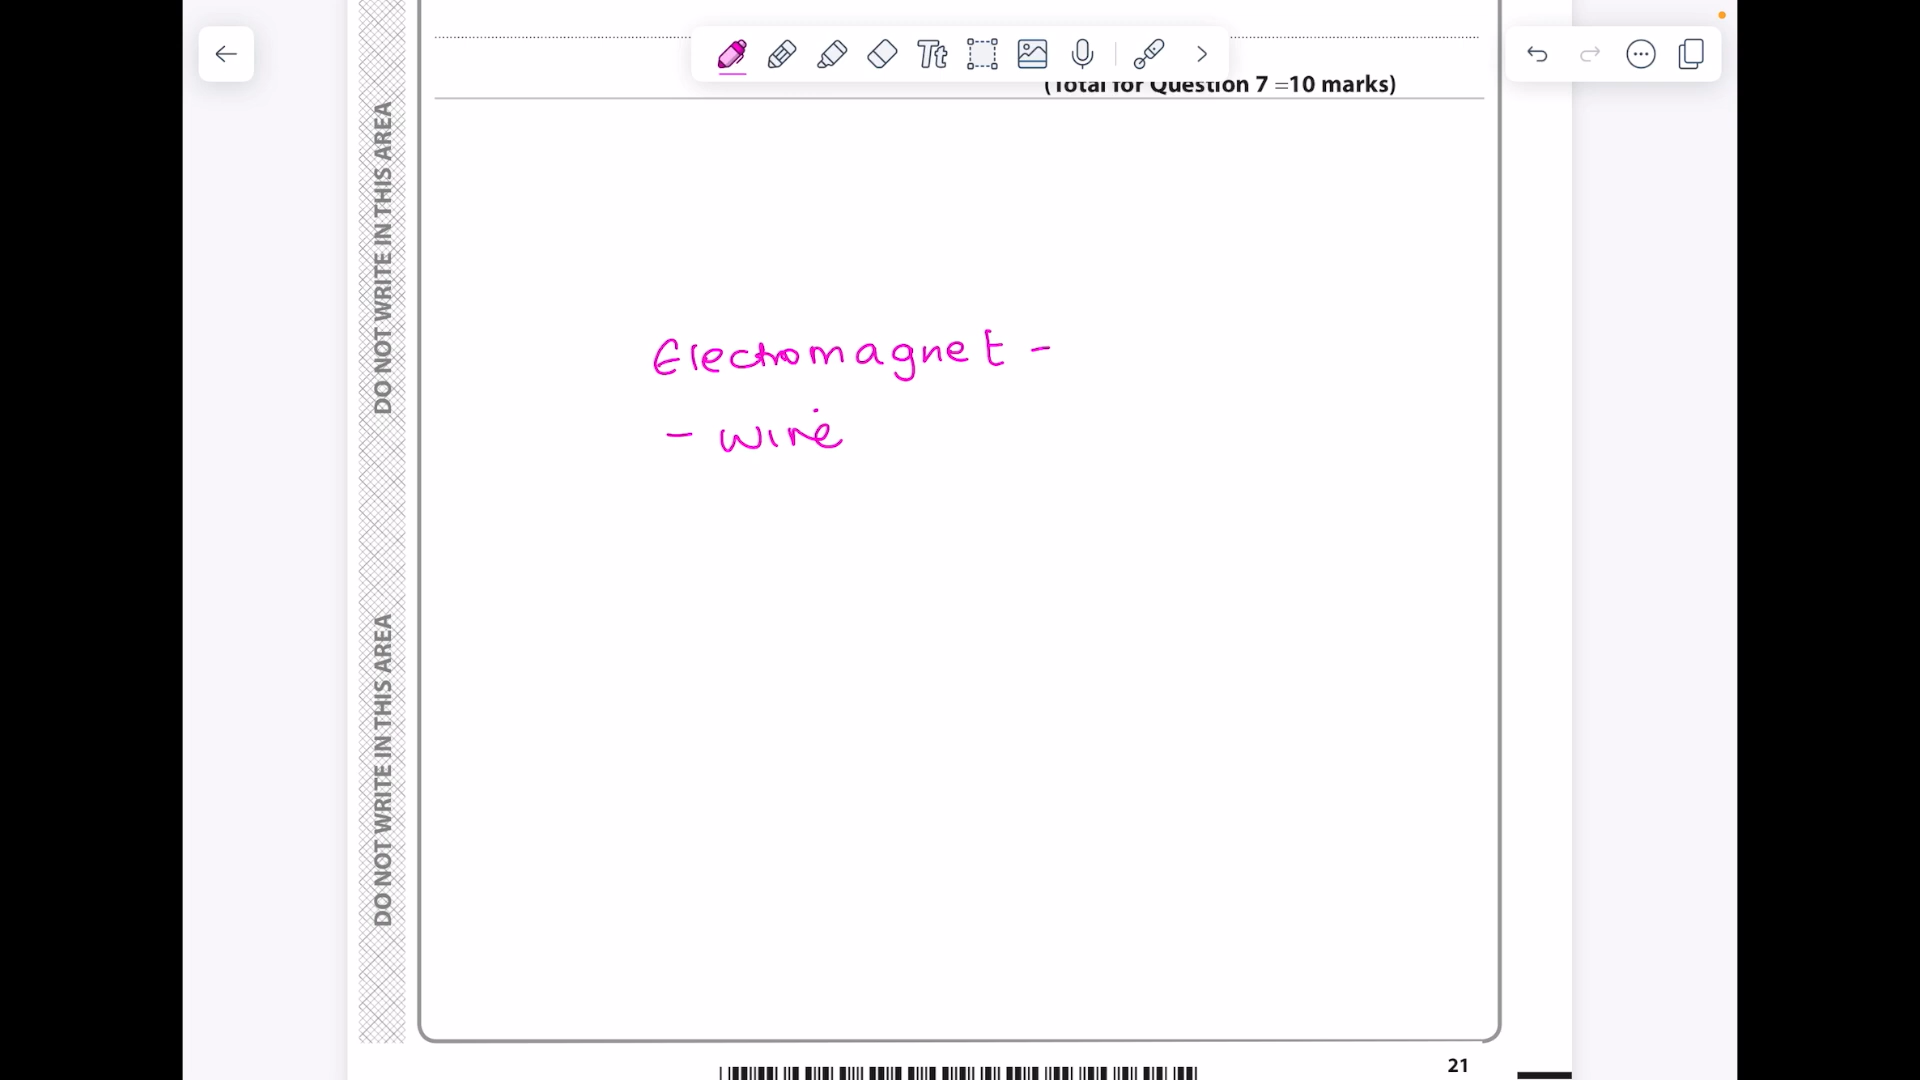 Tt
(Total for Question 7 =10 marks)
DO NOT WRITE IN THIS AREA
Electromagnet -
- wire
DO NOT WRITE IN THIS AREA
21